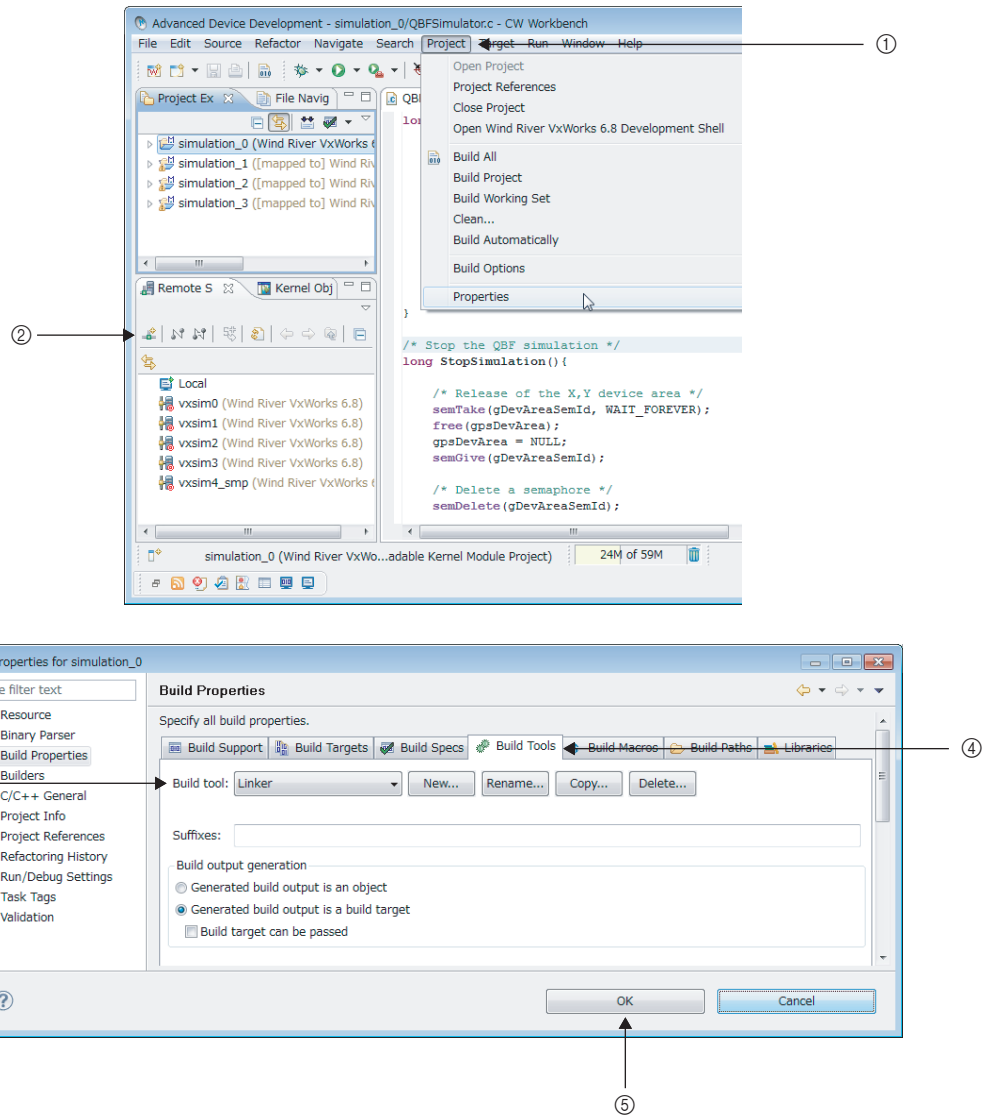 Advanced Device Development - simulation_0/QBFSimulator.c - CW Workbench
File Edit Source Refactor Navigate Search Project Target Run Window Help
①
Open Project
Project References
Close Project
Open Wind River VxWorks 6.8 Development Shell
Build All
Build Project
Build Working Set
Clean...
Build Automatically
Build Options
Properties
Project Ex
File Navig
simulation_0 (Wind River VxWorks
simulation_1 ([mapped to] Wind Riv
simulation_2 ([mapped to] Wind Riv
simulation_3 ([mapped to] Wind Riv
Remote S
Kernel Obj
②
Local
vxsim0 (Wind River VxWorks 6.8)
vxsim1 (Wind River VxWorks 6.8)
vxsim2 (Wind River VxWorks 6.8)
vxsim3 (Wind River VxWorks 6.8)
vxsim4_smp (Wind River VxWorks
}
/* Stop the QBF simulation */
long StopSimulation(){
/* Release of the X,Y device area */
semTake(gDevAreaSemId, WAIT_FOREVER);
free(gpsDevArea);
gpsDevArea = NULL;
semGive(gDevAreaSemId);
/* Delete a semaphore */
semDelete(gDevAreaSemId);
simulation_0 (Wind River VxWo...adable Kernel Module Project)
24M of 59M
roperties for simulation_0
e filter text
Resource
Binary Parser
Build Properties
Builders
C/C++ General
Project Info
Project References
Refactoring History
Run/Debug Settings
Task Tags
Validation
Build Properties
Specify all build properties.
Build Support
Build Targets
Build Specs
Build Tools
Build Macros
Build Paths
Libraries
④
Build tool: Linker
New...
Rename...
Copy...
Delete...
Suffixes:
Build output generation
Generated build output is an object
Generated build output is a build target
Build target can be passed
OK
Cancel
⑤